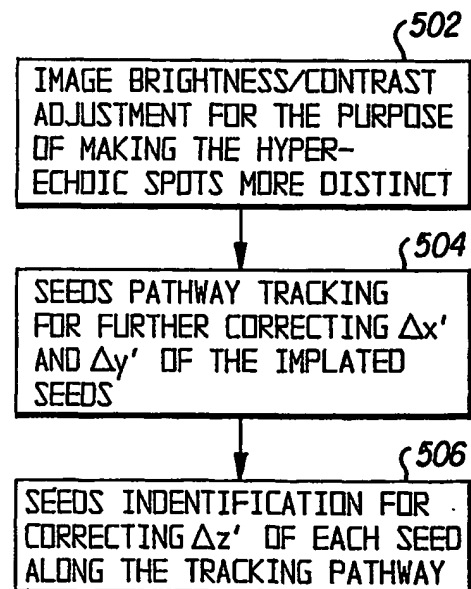 502
IMAGE BRIGHTNESS/CONTRAST
ADJUSTMENT FOR THE PURPOSE
OF MAKING THE HYPER-
ECHOIC SPOTS MORE DISTINCT
504
SEEDS PATHWAY TRACKING
FOR FURTHER CORRECTING Δx'
AND Δy' OF THE IMPLATED
SEEDS
506
SEEDS INDENTIFICATION FOR
CORRECTING Δz' OF EACH SEED
ALONG THE TRACKING PATHWAY